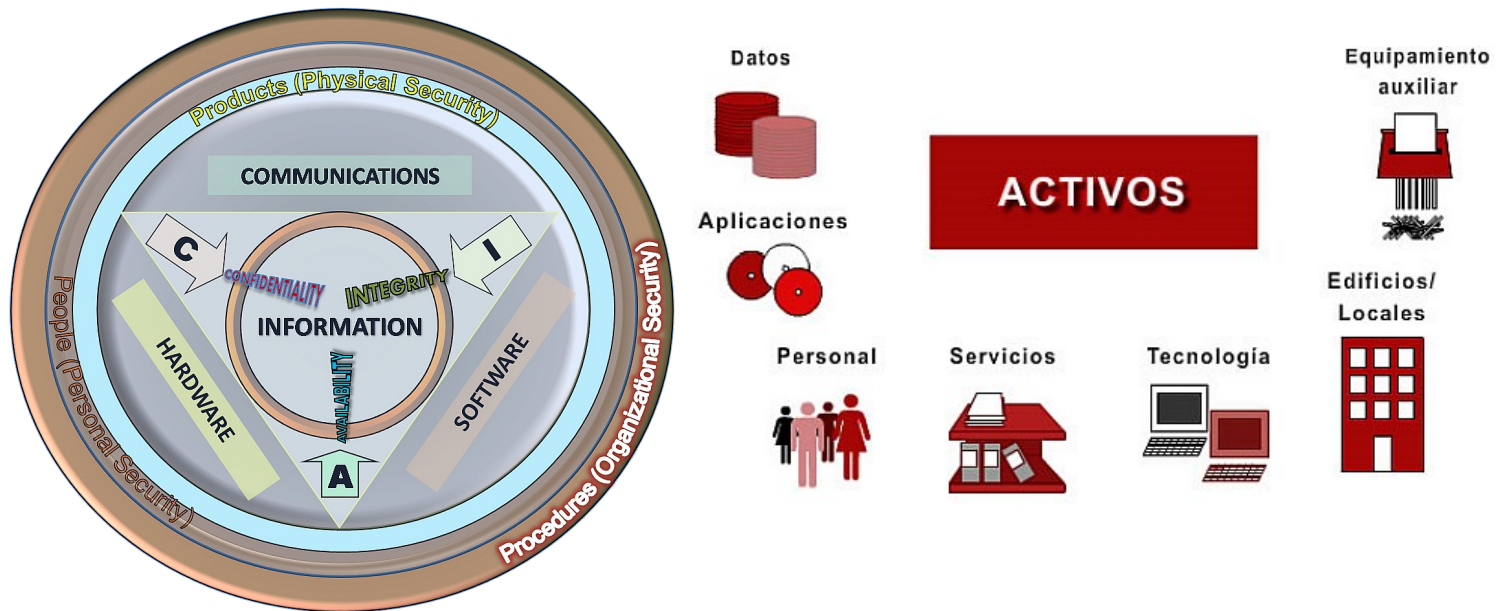 Products (Physical Security)
COMMUNICATIONS
C
I
CONFIDENTIALITY
INTEGRITY
INFORMATION
HARDWARE
AVAILABILITY
SOFTWARE
A
People (Personal Security)
Procedures (Organizational Security)
Datos
Aplicaciones
ACTIVOS
Equipamiento
auxiliar
Edificios/
Locales
Personal
Servicios
Tecnología